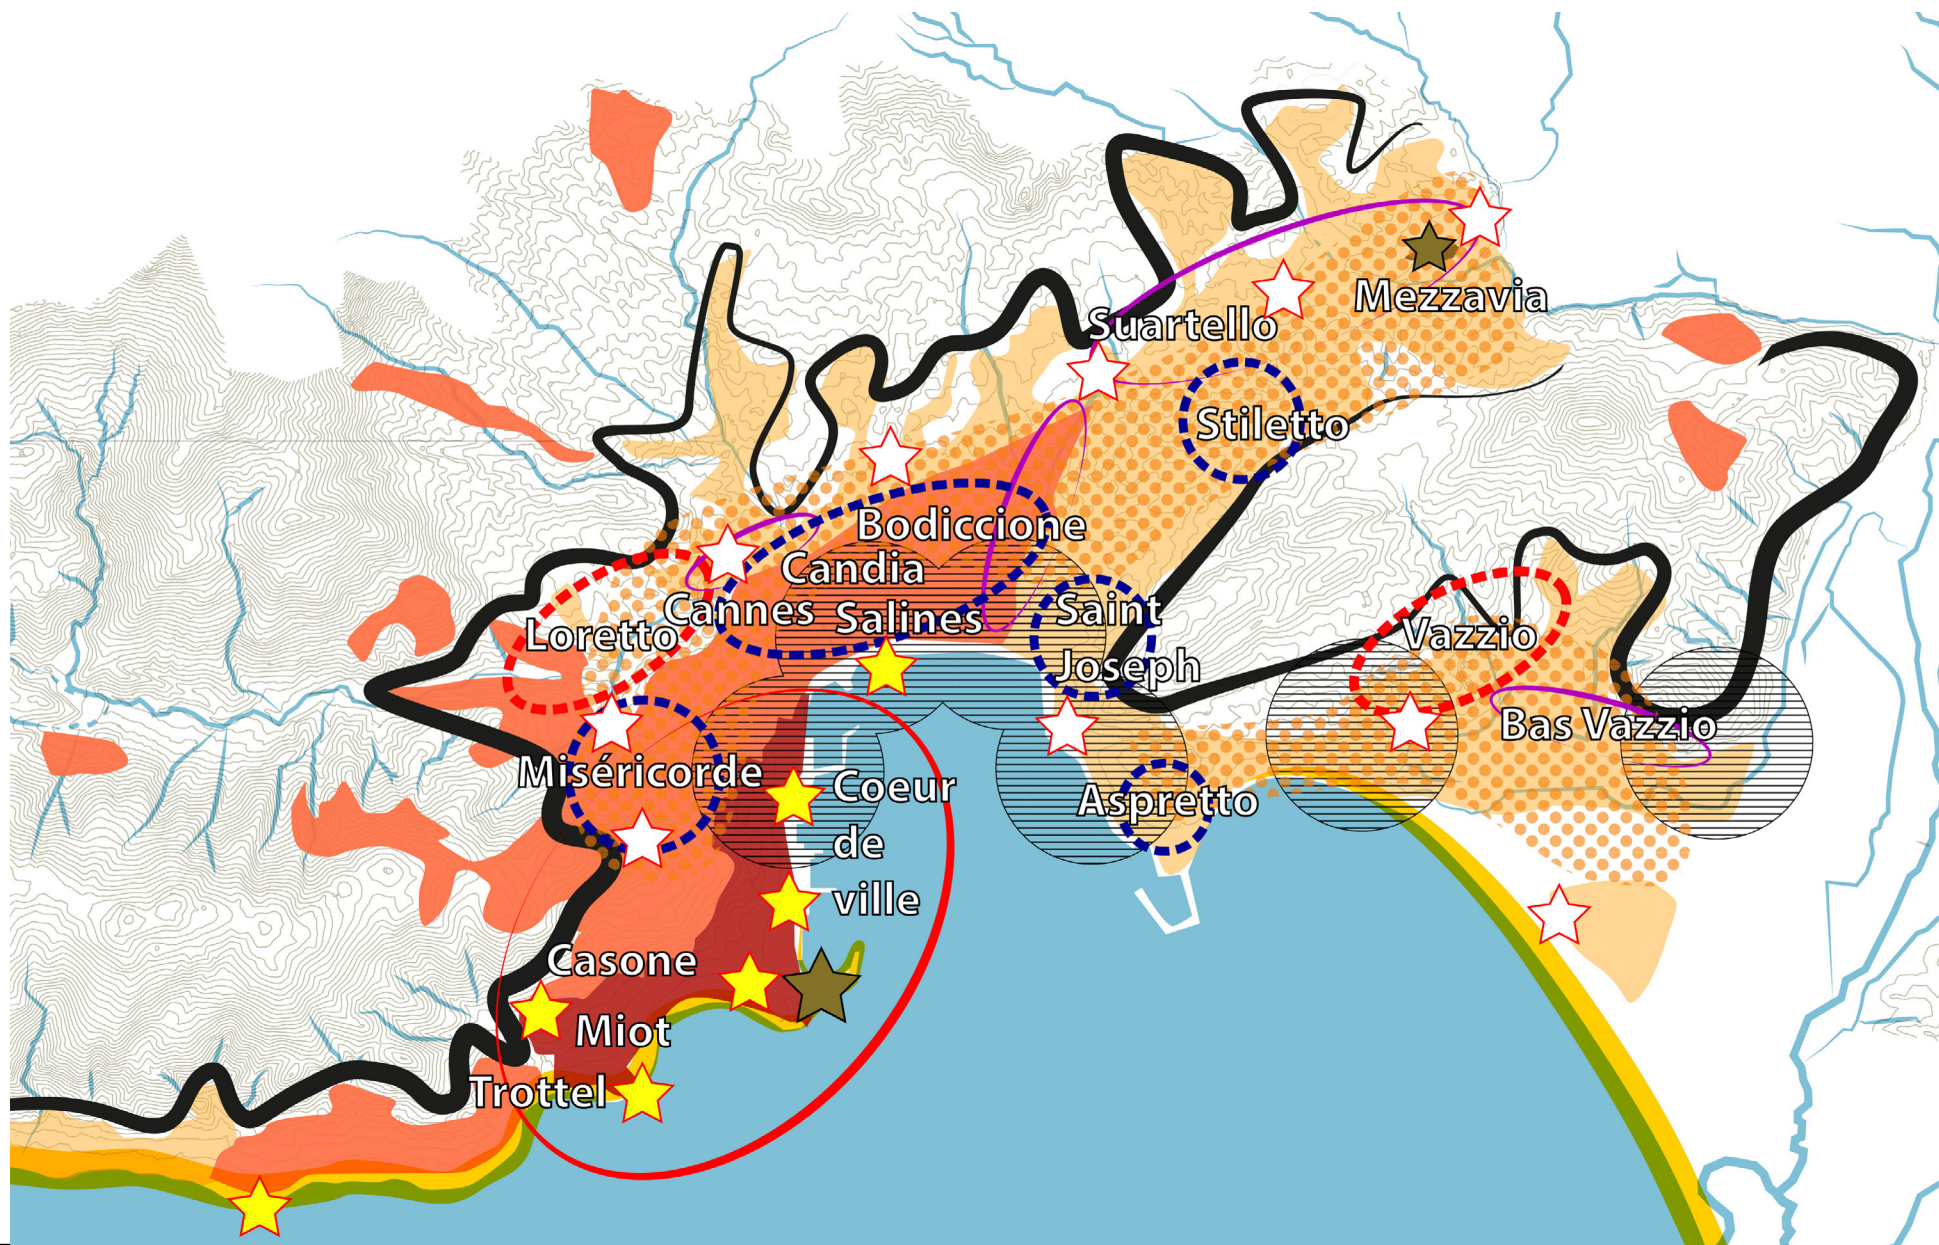 Mezzavia
Suartello
Stiletto
Bodiccione
Candia
Cannes
Salines
Saint
Joseph
Loretto
Vazzio
Bas Vazzio
Miséricorde
Coeur
de
ville
Aspretto
Casone
Miot
Trottel